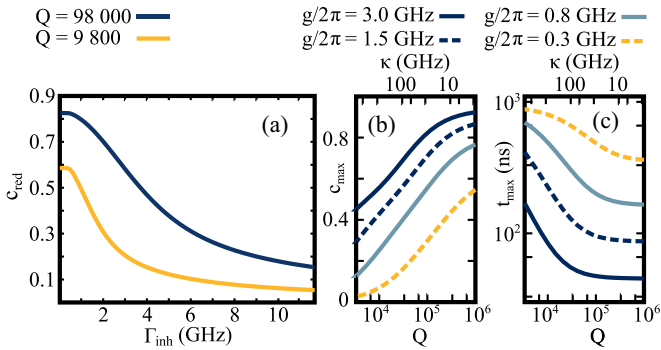 Q = 98 000
Q = 9 800
g/2π = 3.0 GHz
g/2π = 1.5 GHz
g/2π = 0.8 GHz
g/2π = 0.3 GHz
κ (GHz)
κ (GHz)
100
10
100
10
0.9
0.7
0.5
0.3
0.1
c_red
(a)
2
4
6
8
10
Γ_inh (GHz)
0.8
0.4
0
c_max
(b)
10^4
10^5
10^6
Q
10^3
10^2
t_max (ns)
(c)
10^4
10^5
10^6
Q